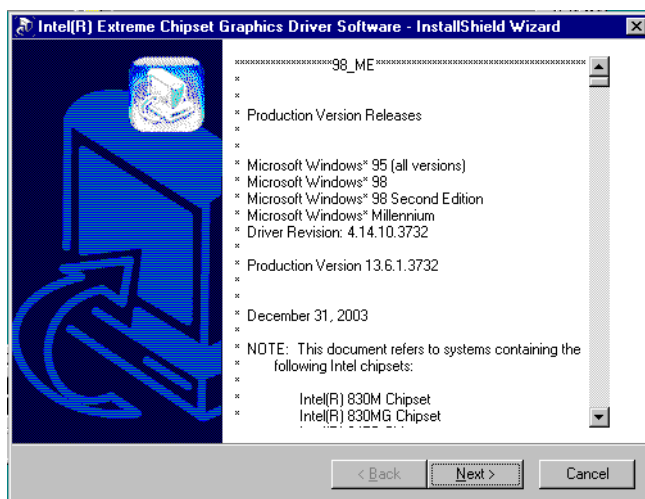 Intel(R) Extreme Chipset Graphics Driver Software - InstallShield Wizard
********************98_ME******************************************
*
*
* Production Version Releases
*
*
* Microsoft Windows* 95 (all versions)
* Microsoft Windows* 98
* Microsoft Windows* 98 Second Edition
* Microsoft Windows* Millennium
* Driver Revision: 4.14.10.3732
*
* Production Version 13.6.1.3732
*
*
* December 31, 2003
*
* NOTE: This document refers to systems containing the
* following Intel chipsets:
*
* Intel(R) 830M Chipset
* Intel(R) 830MG Chipset
< Back
Next >
Cancel